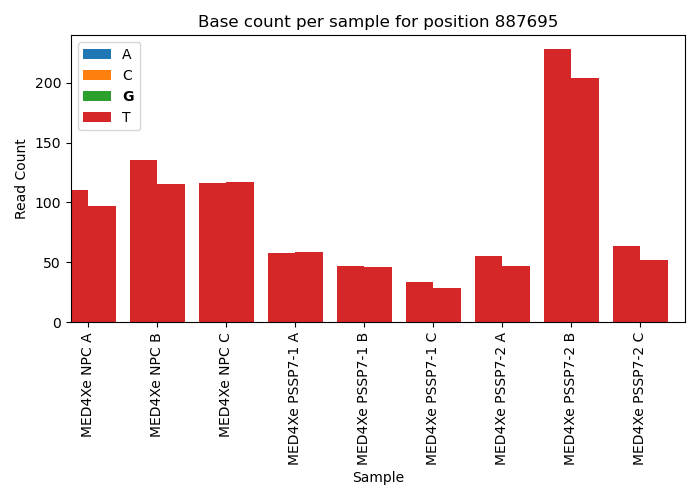 Base count per sample for position 887695
A
C
G
T
Read Count
200
150
100
50
0
MED4Xe NPC A
MED4Xe NPC B
MED4Xe NPC C
MED4Xe PSSP7-1 A
MED4Xe PSSP7-1 B
MED4Xe PSSP7-1 C
MED4Xe PSSP7-2 A
MED4Xe PSSP7-2 B
MED4Xe PSSP7-2 C
Sample